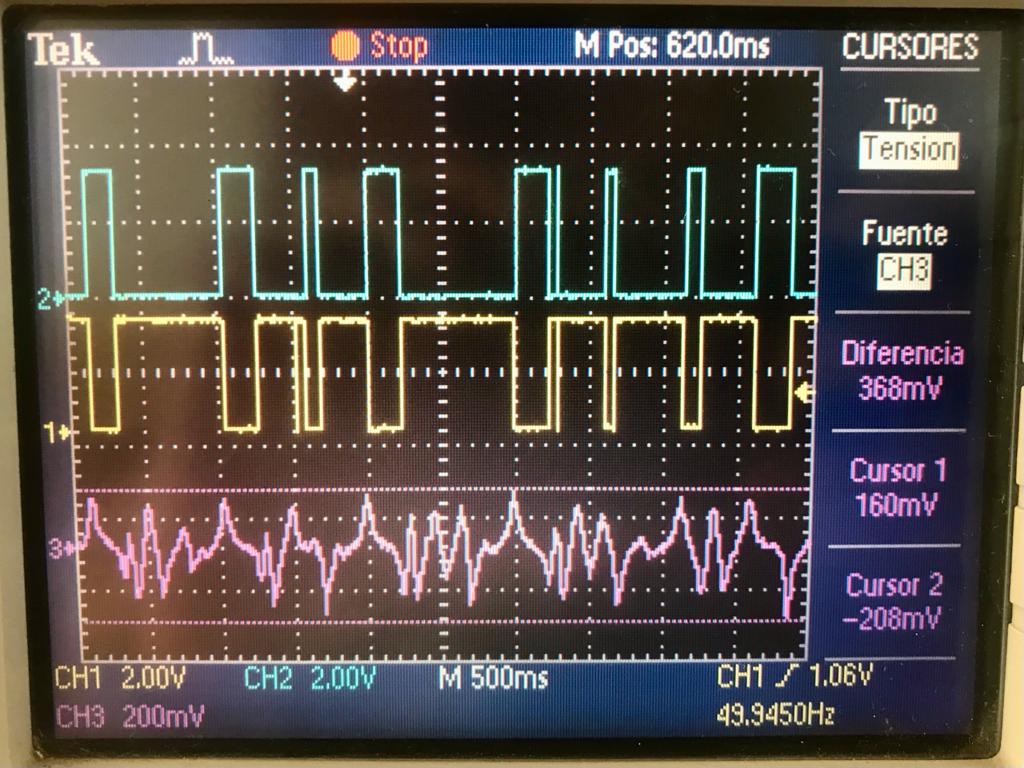 Tek Stop M Pos: 620.0ms CURSORES
Tipo
Tension
Fuente
CH3
2
Diferencia
368mV
1
Cursor 1
160mV
3
Cursor 2
-208mV
CH1 2.00V CH2 2.00V M 500ms CH1 1.06V
CH3 200mV 49.9450Hz